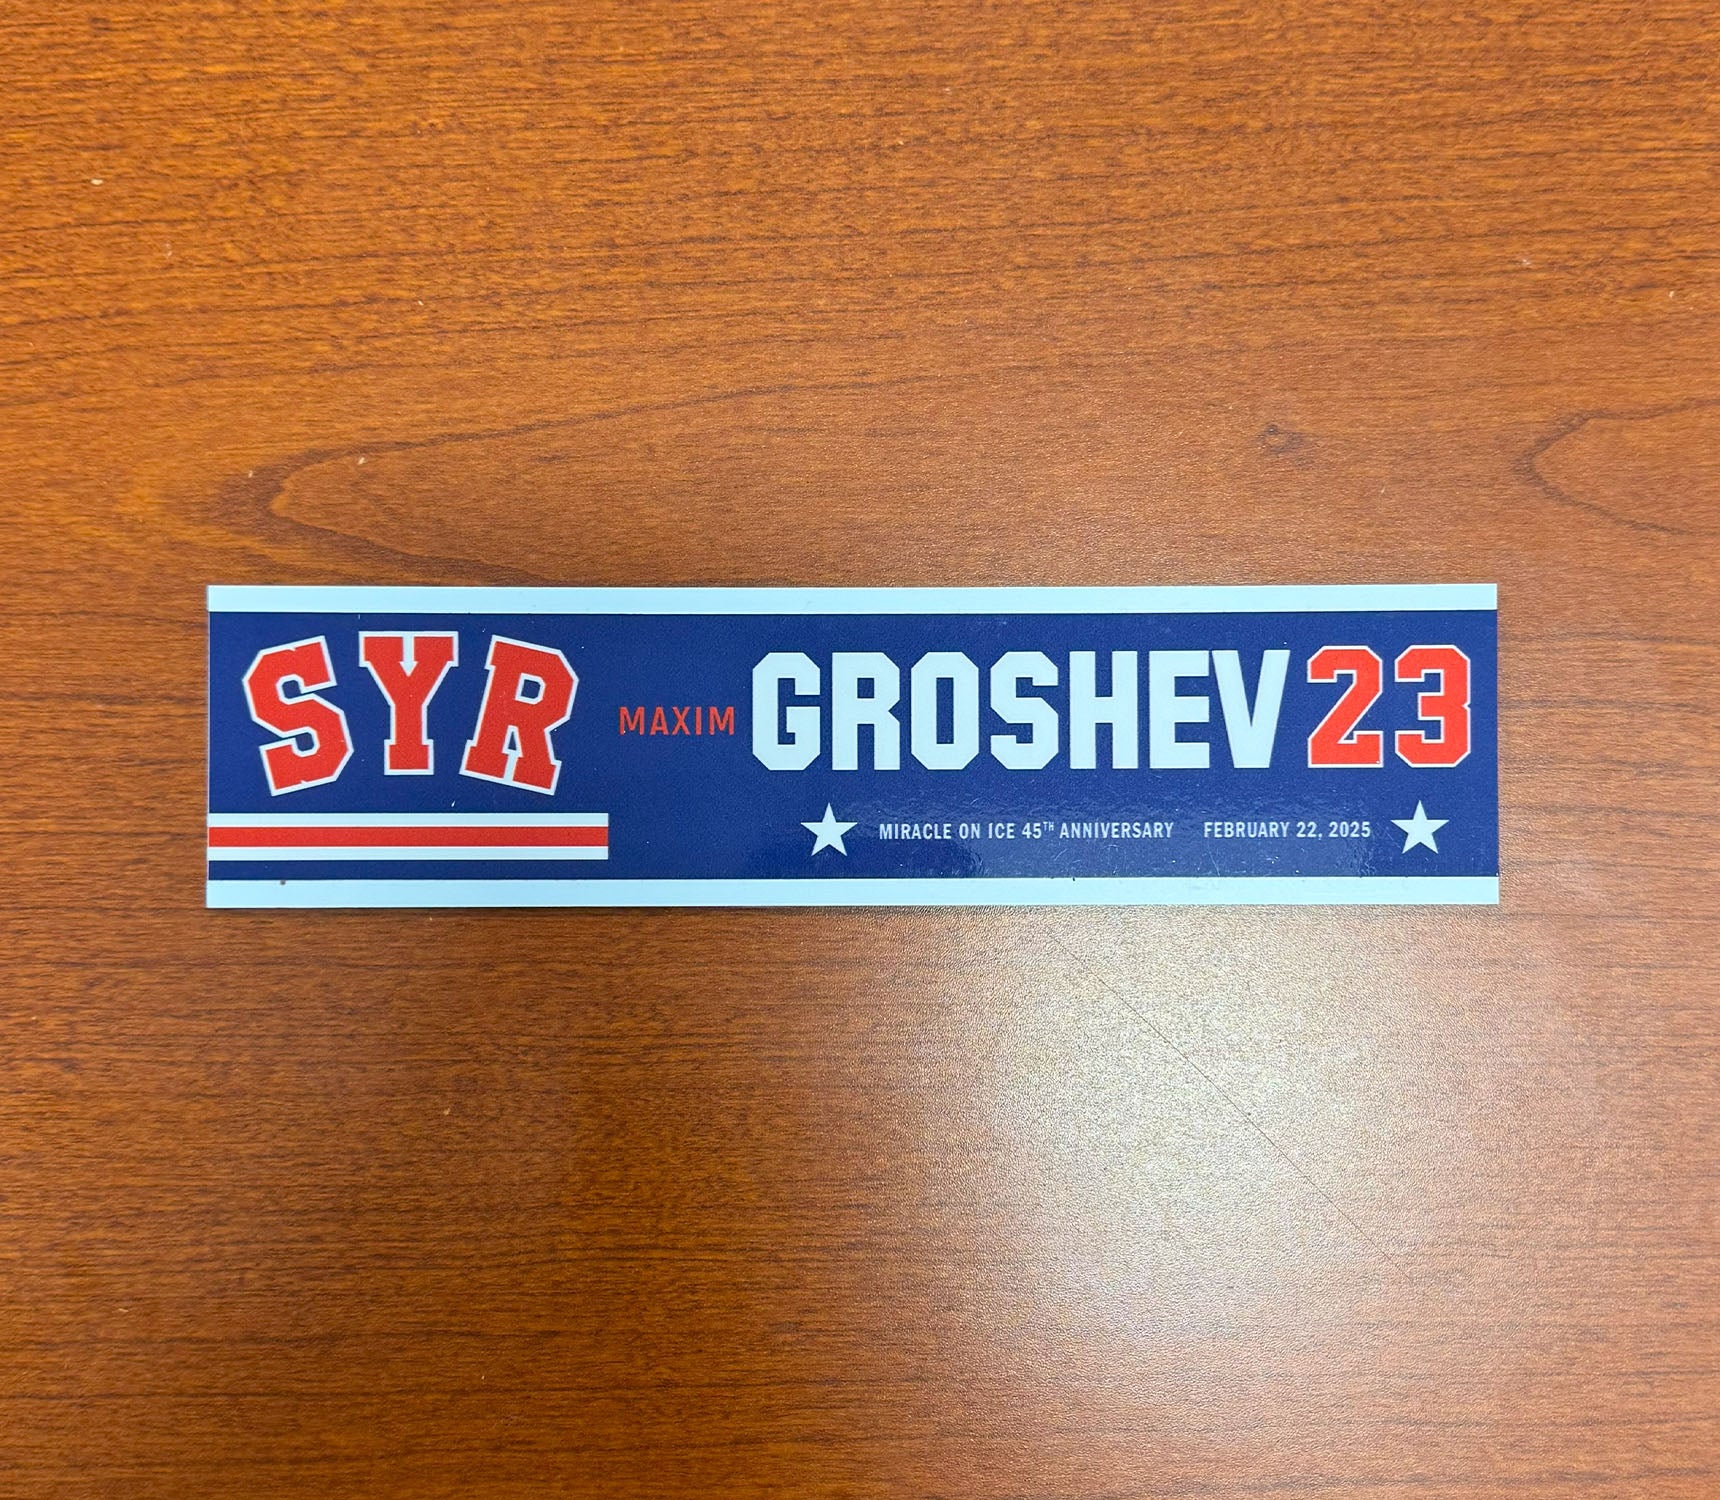 SYR
MAXIM GROSHEV 23
MIRACLE ON ICE 45TH ANNIVERSARY FEBRUARY 22, 2025